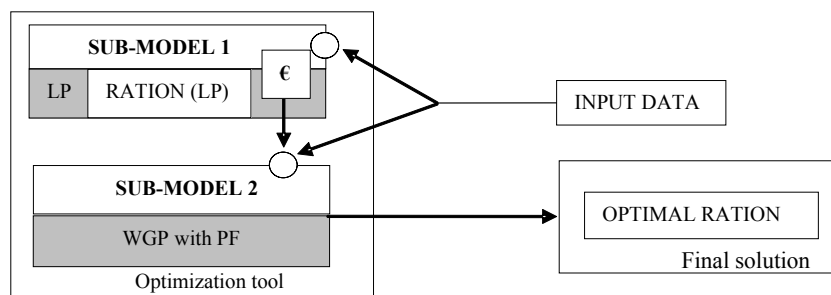 SUB-MODEL 1
€
LP
RATION (LP)
INPUT DATA
SUB-MODEL 2
WGP with PF
OPTIMAL RATION
Final solution
Optimization tool